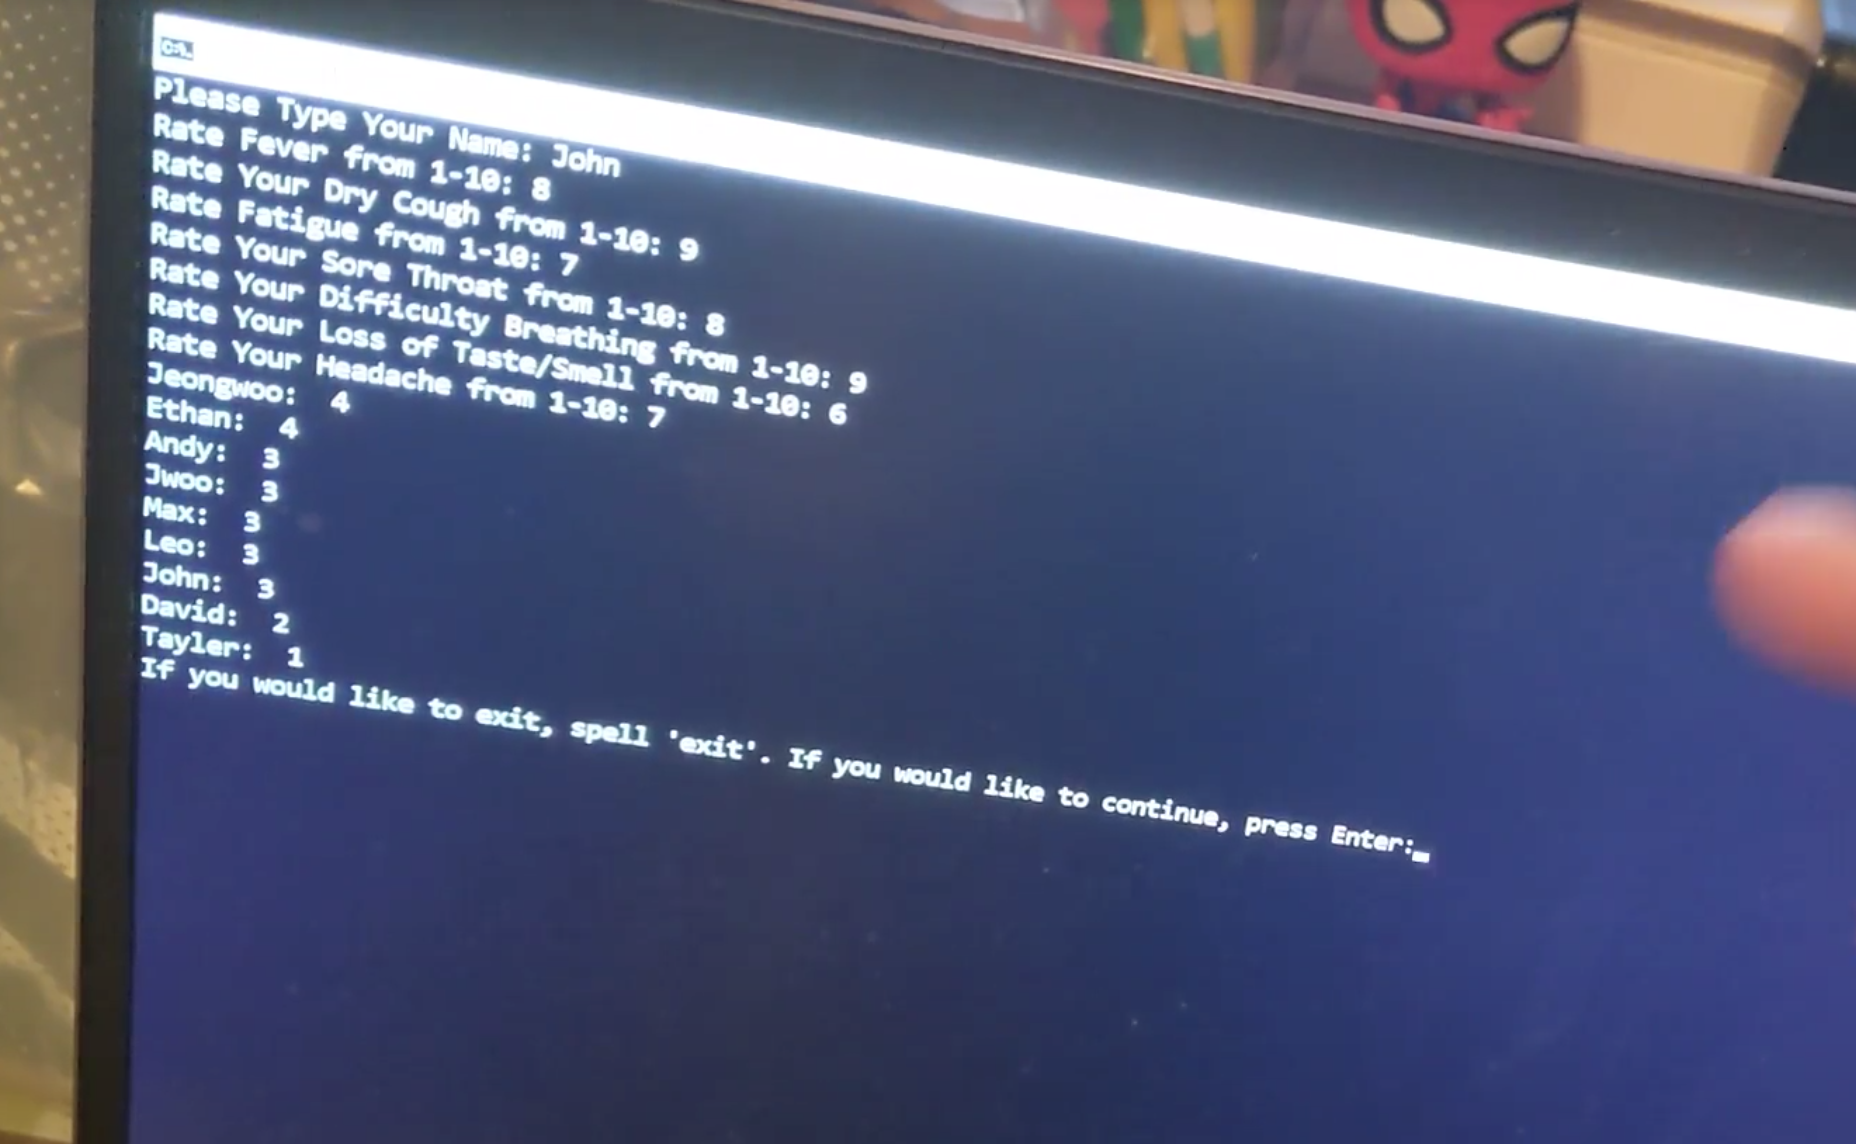 C:\.
Please Type Your Name: John
Rate Fever from 1-10: 8
Rate Your Dry Cough from 1-10: 9
Rate Fatigue from 1-10: 7
Rate Your Sore Throat from 1-10: 8
Rate Your Difficulty Breathing from 1-10: 9
Rate Your Loss of Taste/Smell from 1-10: 6
Rate Your Headache from 1-10: 7
Jeongwoo:  4
Ethan:  4
Andy:  3
Jwoo:  3
Max:  3
Leo:  3
John:  3
David:  2
Tayler:  1
If you would like to exit, spell 'exit'. If you would like to continue, press Enter:_